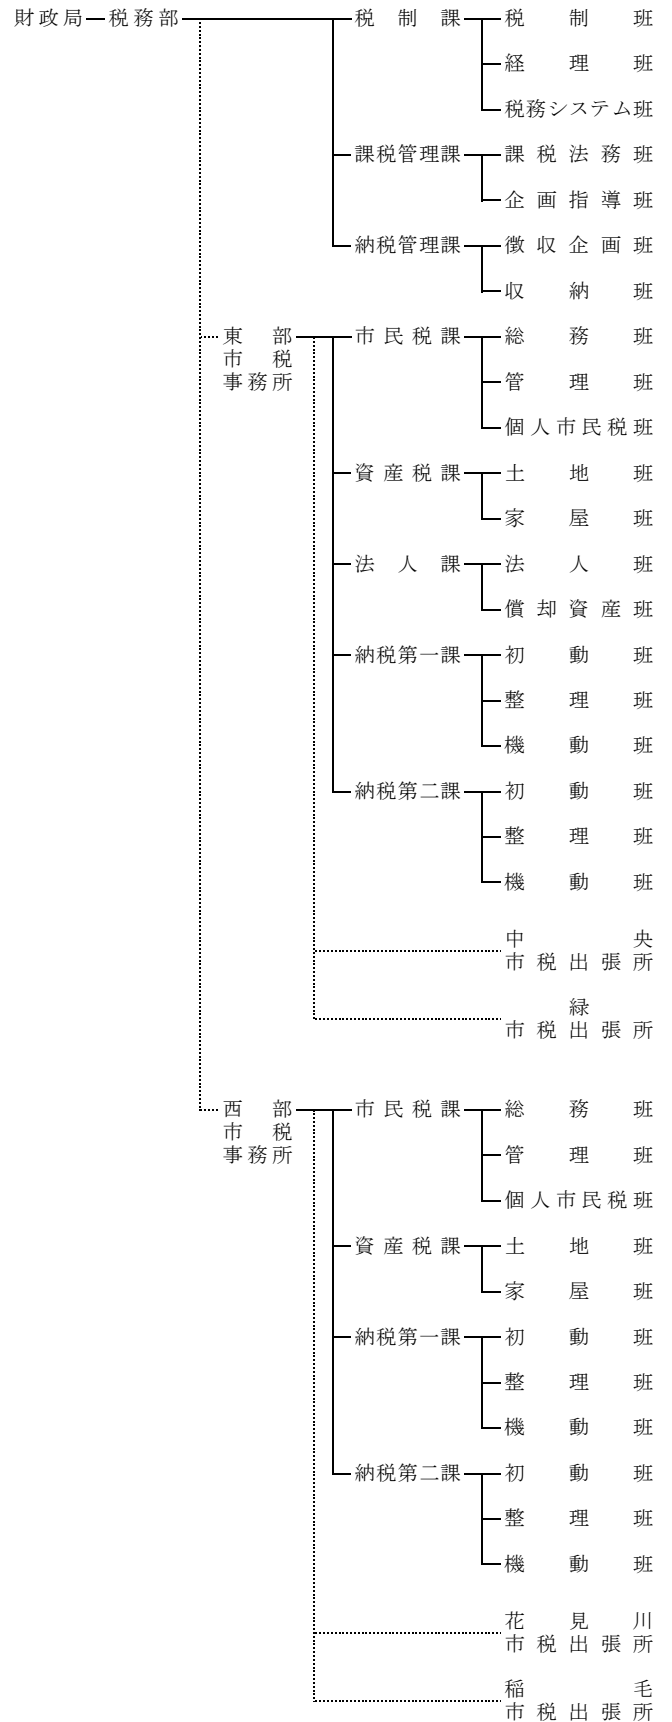 財政局 税務部 税制課 税制班
経理班
税務システム班
課税管理課 課税法務班
企画指導班
納税管理課 徴収企画班
収納班
東部 市民税課 総務班
市税
事務所 管理班
個人市民税班
資産税課 土地班
家屋班
法人課 法人班
償却資産班
納税第一課 初動班
整理班
機動班
納税第二課 初動班
整理班
機動班
中央
市税出張所
緑
市税出張所
西部 市民税課 総務班
市税
事務所 管理班
個人市民税班
資産税課 土地班
家屋班
納税第一課 初動班
整理班
機動班
納税第二課 初動班
整理班
機動班
花見川
市税出張所
稲毛
市税出張所